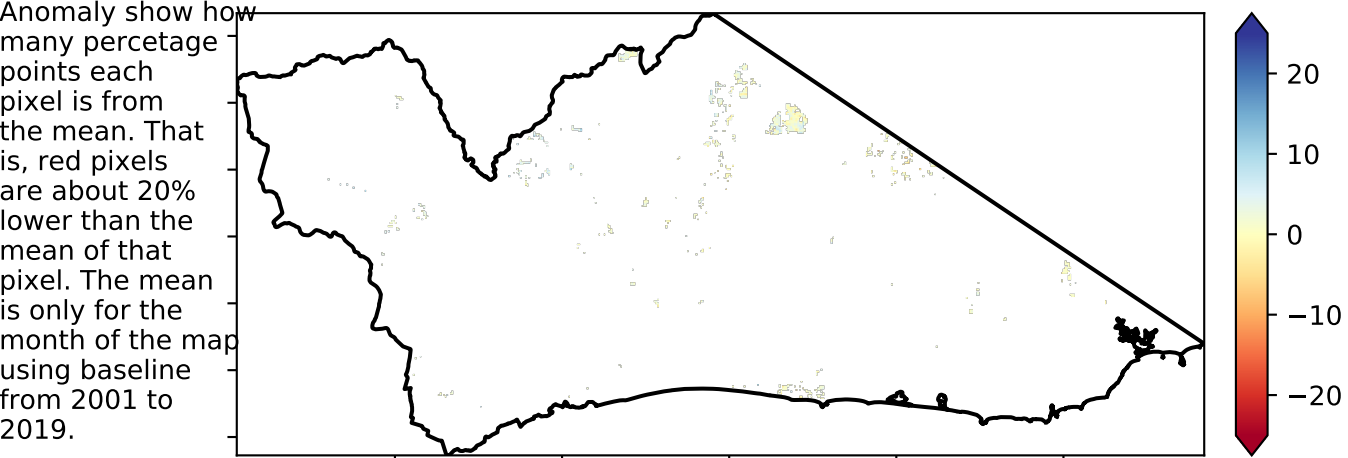 Anomaly show how
many percetage
points each
pixel is from
the mean. That
is, red pixels
are about 20%
lower than the
mean of that
pixel. The mean
is only for the
month of the map
using baseline
from 2001 to
2019.
20
10
0
−10
−20